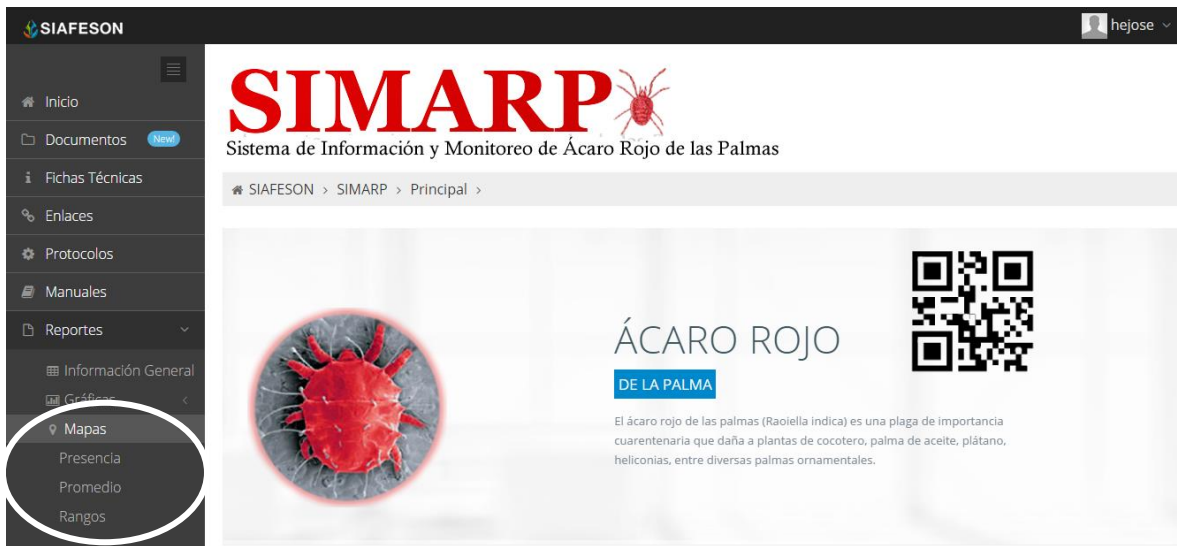 SIAFESON
hejose
Inicio
Documentos New!
Fichas Técnicas
Enlaces
Protocolos
Manuales
Reportes
Información General
Gráficas
Mapas
Presencia
Promedio
Rangos
SIMARP
Sistema de Información y Monitoreo de Ácaro Rojo de las Palmas
SIAFESON > SIMARP > Principal >
ÁCARO ROJO
DE LA PALMA
El ácaro rojo de las palmas (Raoiella indica) es una plaga de importancia
cuarentenaria que daña a plantas de cocotero, palma de aceite, plátano,
heliconias, entre diversas palmas ornamentales.